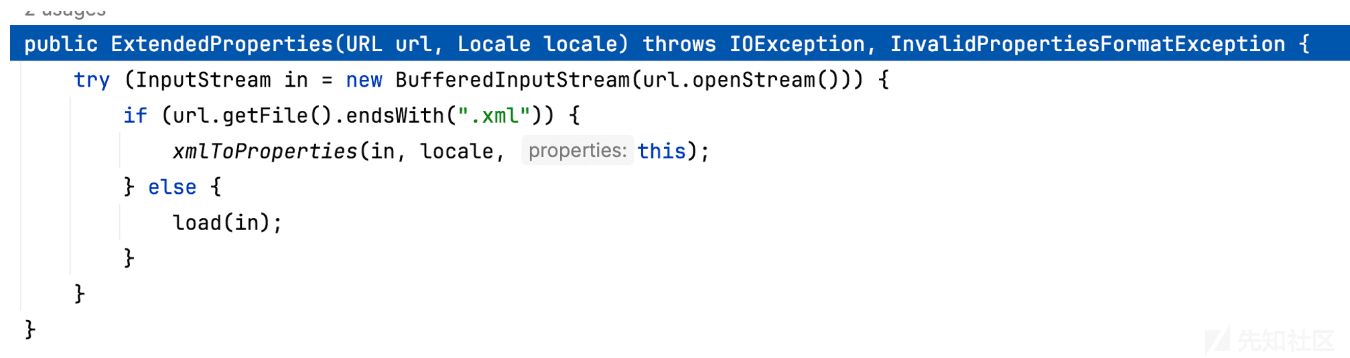 2 usages
public ExtendedProperties(URL url, Locale locale) throws IOException, InvalidPropertiesFormatException {
try (InputStream in = new BufferedInputStream(url.openStream())) {
if (url.getFile().endsWith(".xml")) {
xmlToProperties(in, locale, properties: this);
} else {
load(in);
}
}
}
先知社区